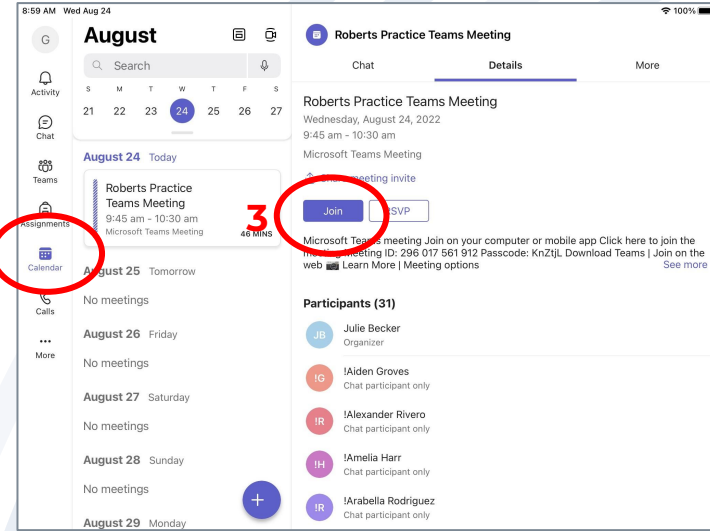 8:59 AM Wed Aug 24
100%
G
Activity
Chat
Teams
Assignments
Calendar
Calls
More
August
Search
S M T W T F S
21 22 23 24 25 26 27
August 24 Today
Roberts Practice
Teams Meeting
9:45 am - 10:30 am
Microsoft Teams Meeting
46 MINS
August 25 Tomorrow
No meetings
August 26 Friday
No meetings
August 27 Saturday
No meetings
August 28 Sunday
No meetings
August 29 Monday
3
Roberts Practice Teams Meeting
Chat Details More
Roberts Practice Teams Meeting
Wednesday, August 24, 2022
9:45 am - 10:30 am
Microsoft Teams Meeting
Share meeting invite
Join RSVP
Microsoft Teams meeting Join on your computer or mobile app Click here to join the
meeting Meeting ID: 296 017 561 912 Passcode: KnZtjL Download Teams | Join on the
web 📷 Learn More | Meeting options See more
Participants (31)
JB Julie Becker
Organizer
!G !Aiden Groves
Chat participant only
!R !Alexander Rivero
Chat participant only
!H !Amelia Harr
Chat participant only
!R !Arabella Rodriguez
Chat participant only